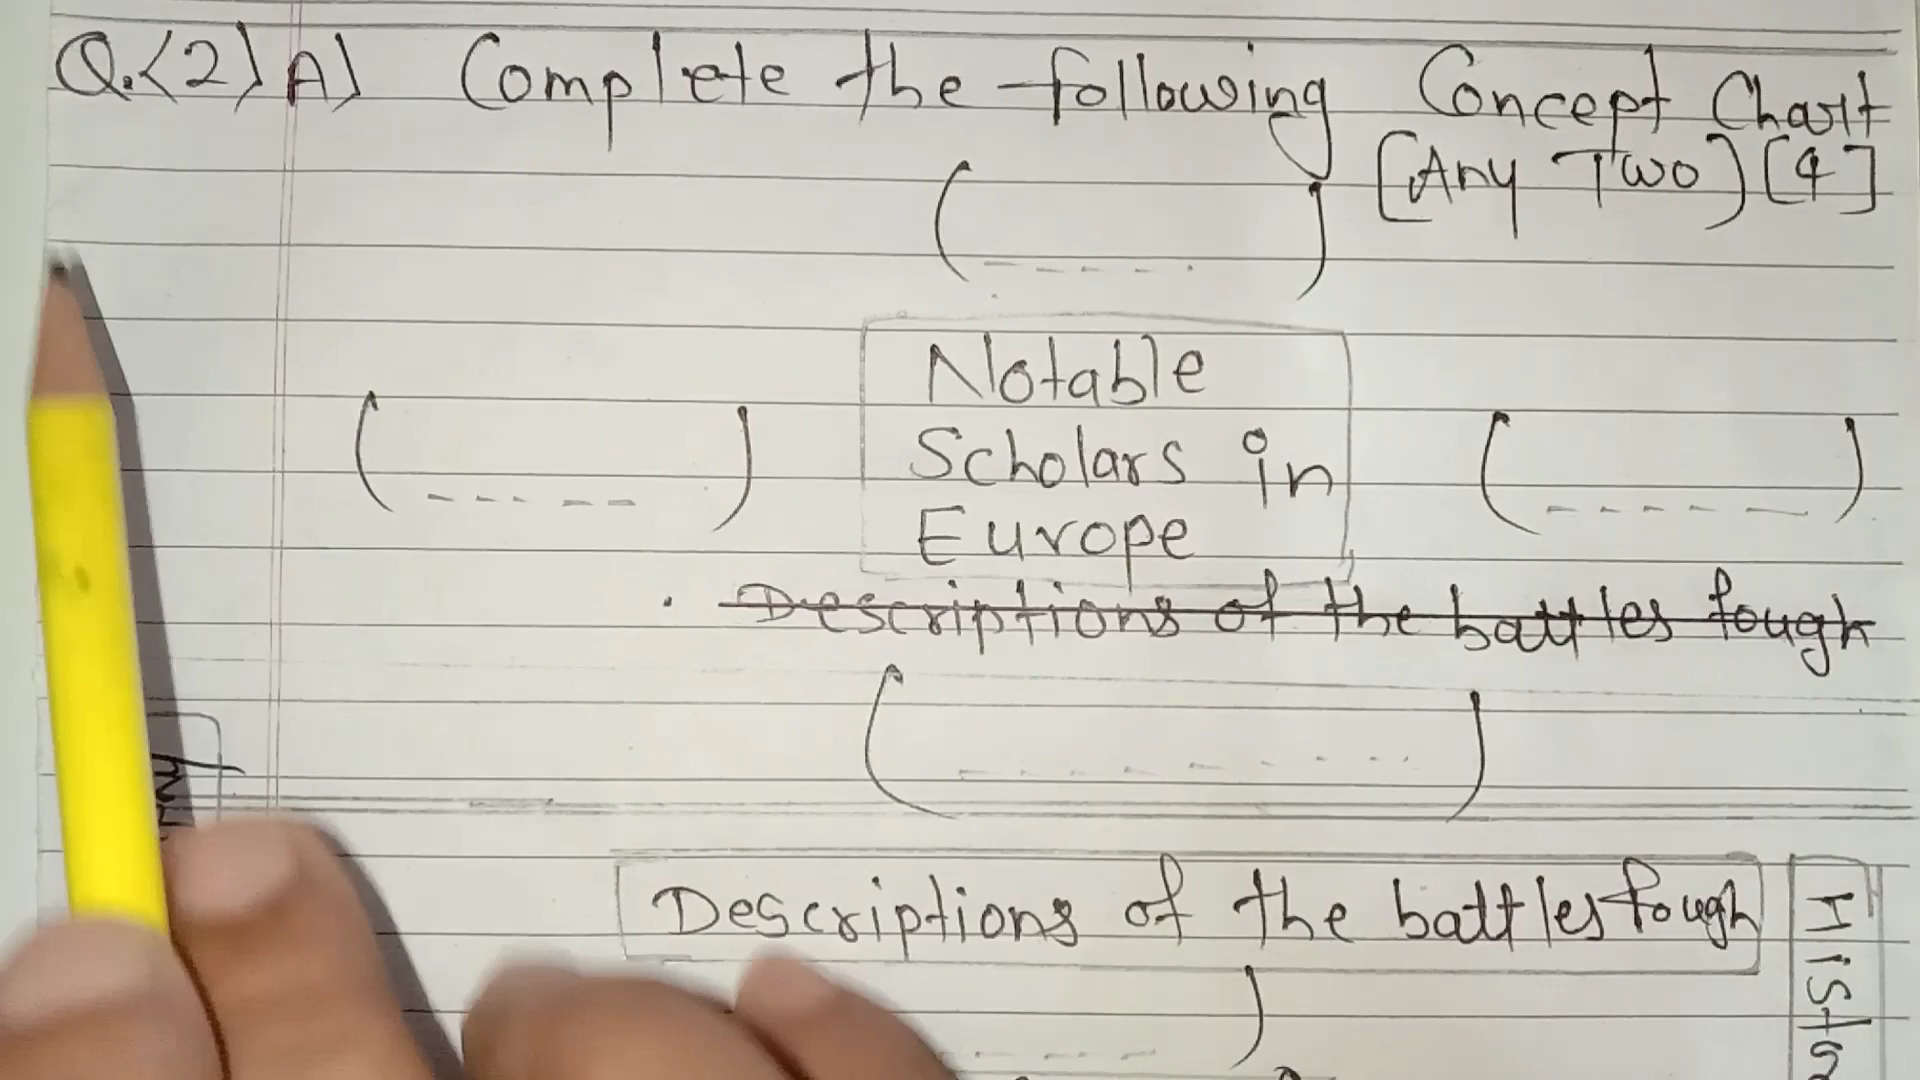 Q.(2) A) Complete the following Concept Chart
[Any Two] [4]
( - - - - - )
Notable
Scholars in
Europe
( - - - - - )
( - - - - - )
Descriptions of the battles fough
( - - - - - - - - - )
Descriptions of the battles fough
- - - - )